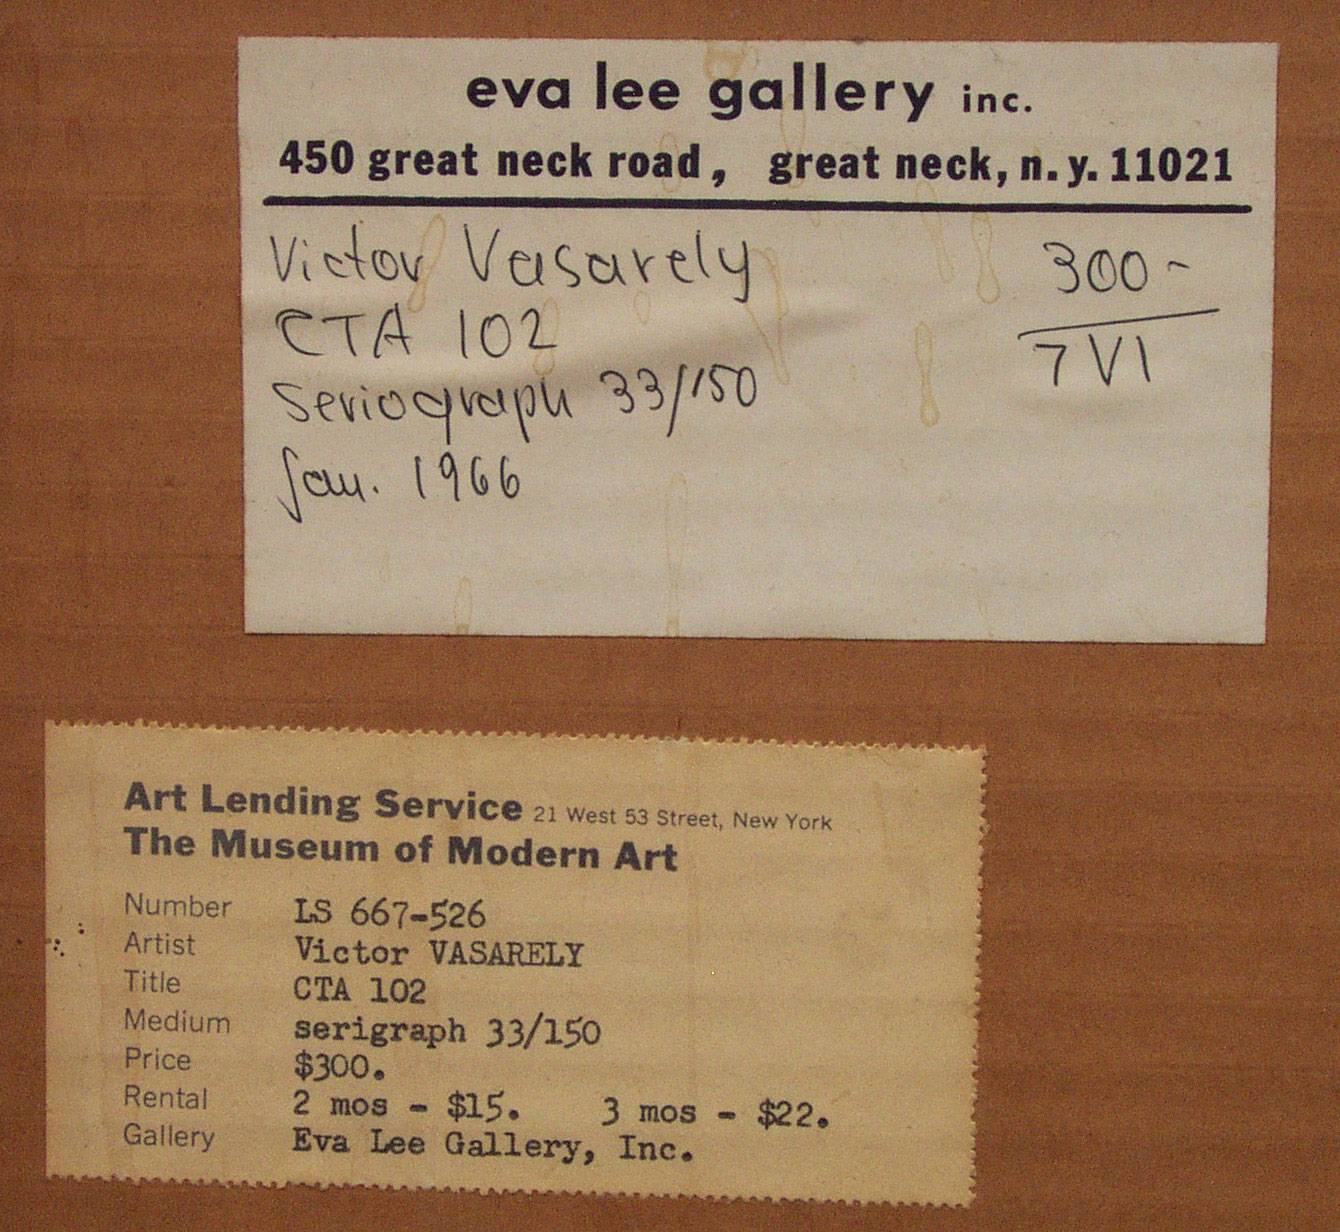 eva lee gallery inc.
450 great neck road, great neck, n.y. 11021
Victor Vasarely 300-
CTA 102 7VI
Seriograph 33/150
Jan. 1966
Art Lending Service 21 West 53 Street, New York
The Museum of Modern Art
Number LS 667-526
Artist Victor VASARELY
Title CTA 102
Medium serigraph 33/150
Price $300.
Rental 2 mos - $15. 3 mos - $22.
Gallery Eva Lee Gallery, Inc.